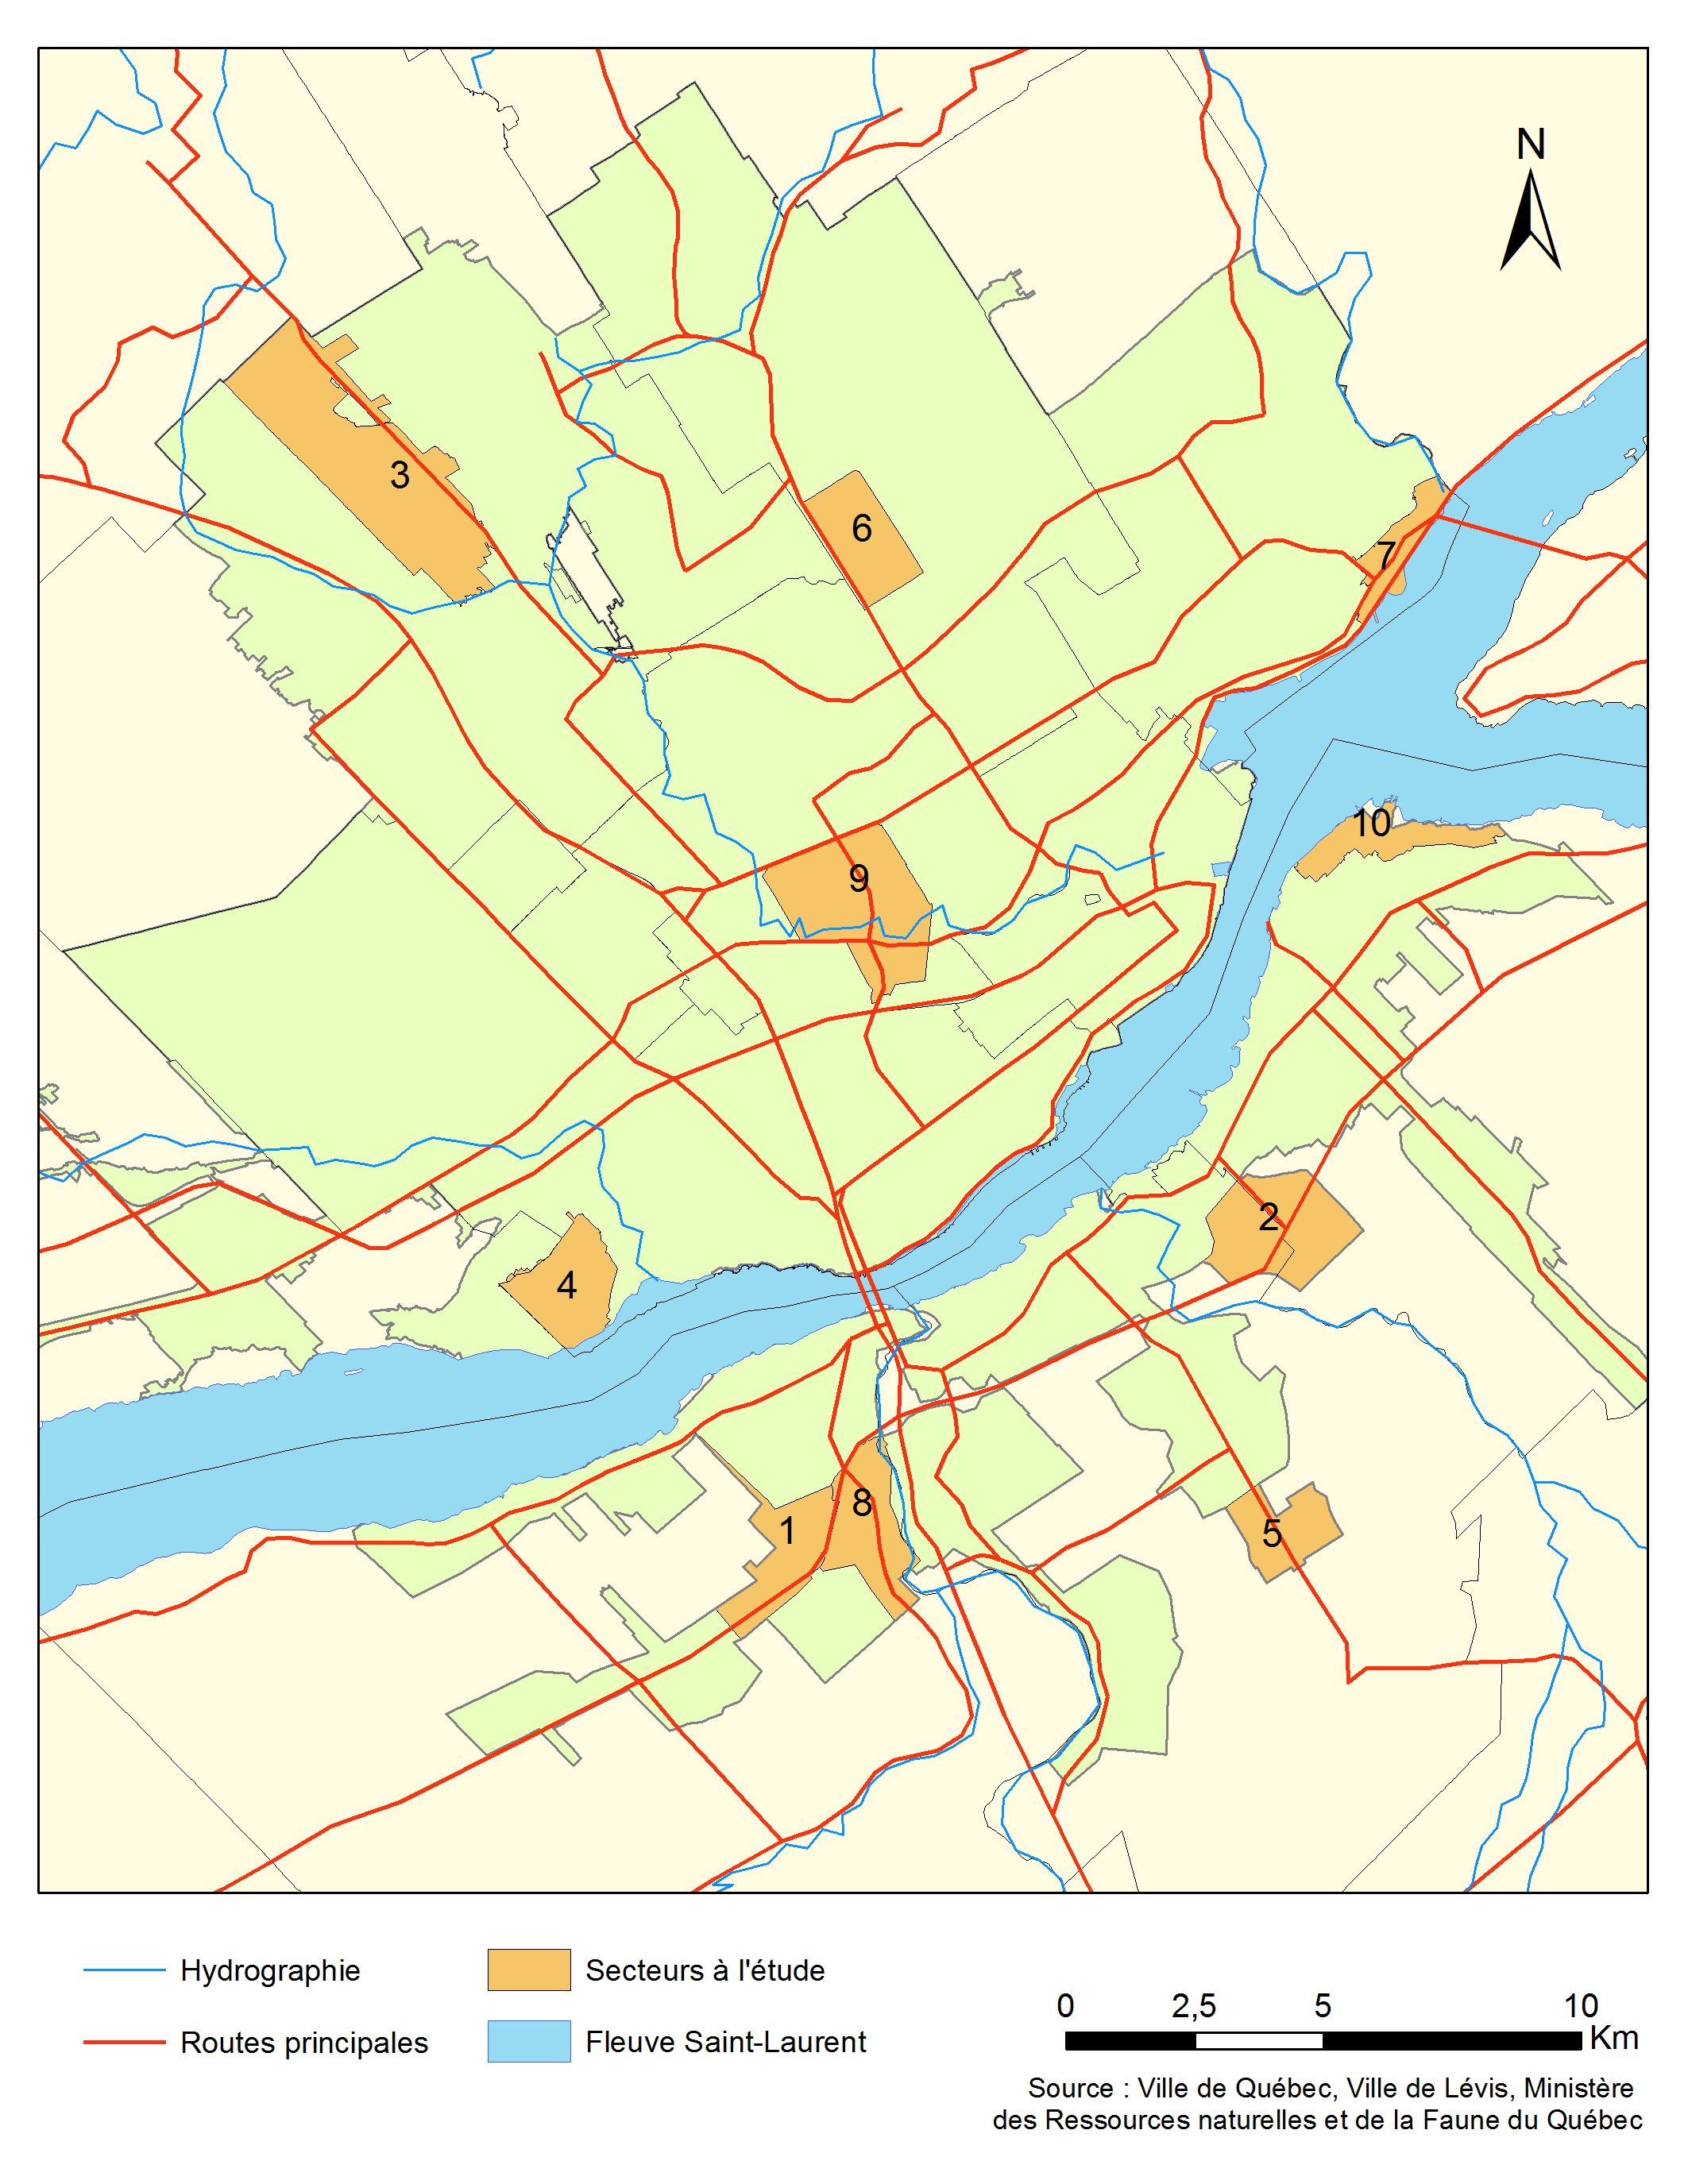 N
3
6
7
10
9
2
4
8
1
5
Hydrographie
Secteurs à l'étude
Routes principales
Fleuve Saint-Laurent
0 2,5 5 10
Km
Source : Ville de Québec, Ville de Lévis, Ministère
des Ressources naturelles et de la Faune du Québec